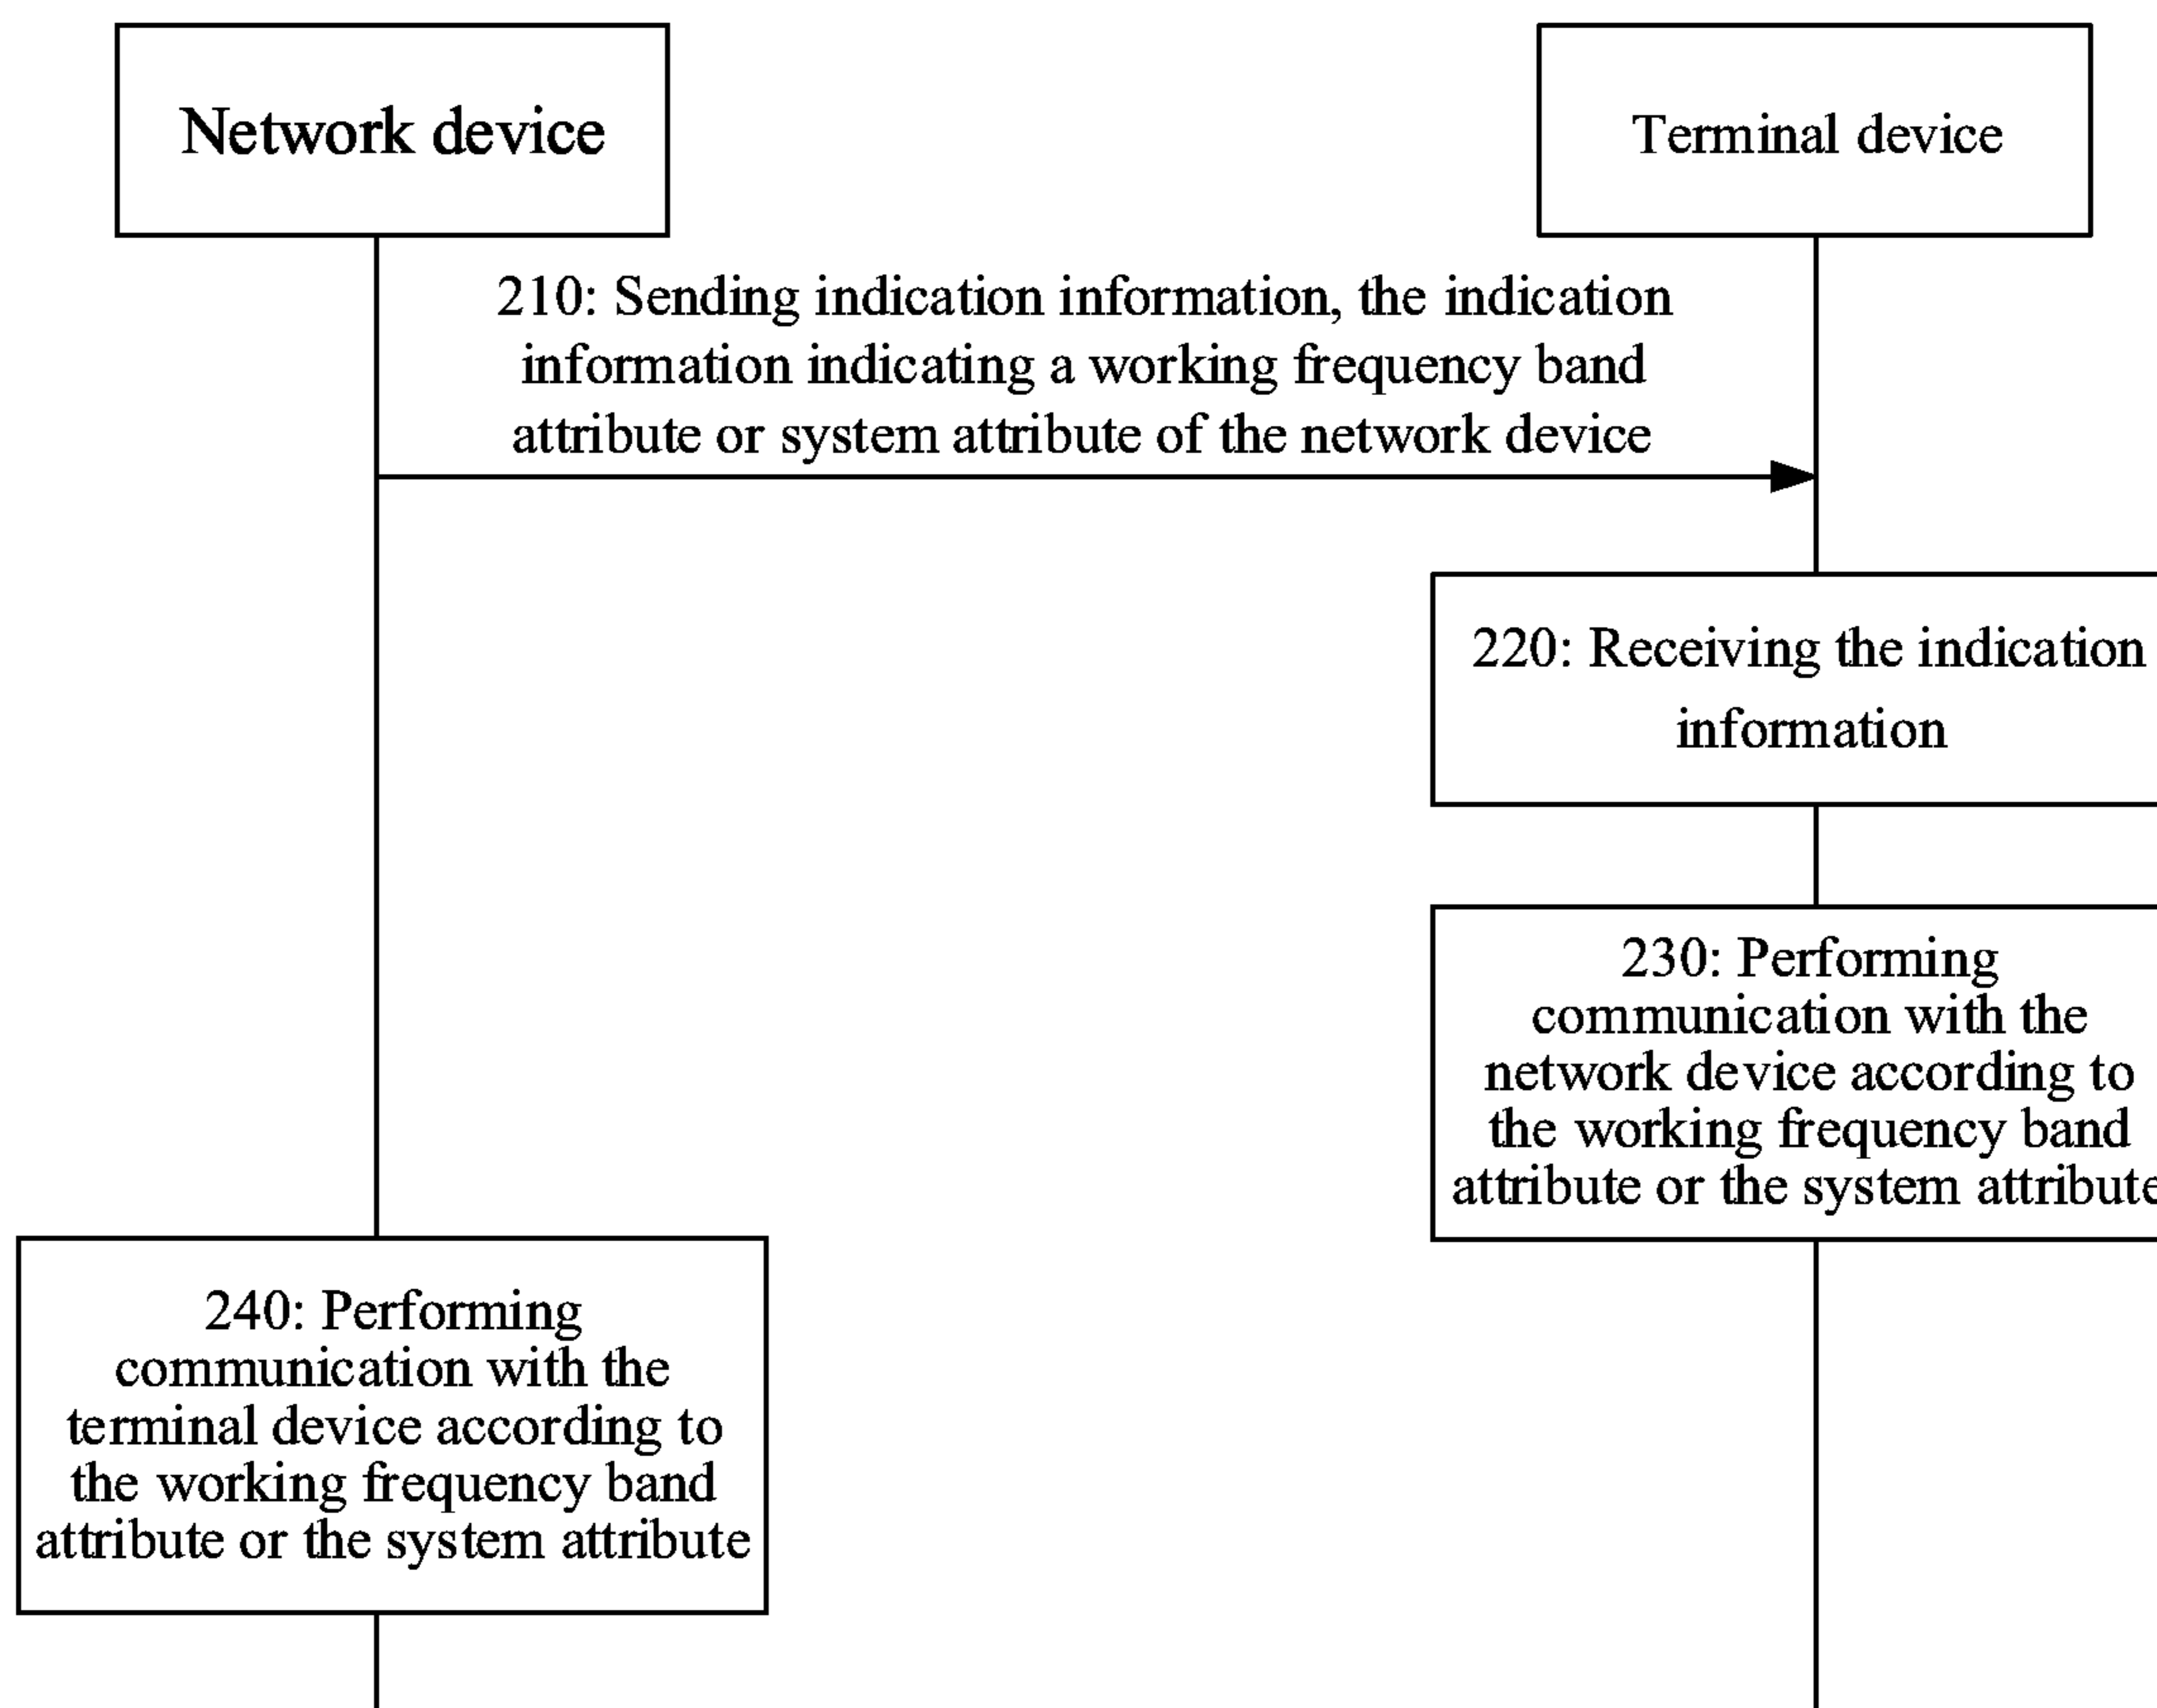 Network device
Terminal device
210: Sending indication information, the indication
information indicating a working frequency band
attribute or system attribute of the network device
220: Receiving the indication
information
230: Performing
communication with the
network device according to
the working frequency band
attribute or the system attribute
240: Performing
communication with the
terminal device according to
the working frequency band
attribute or the system attribute